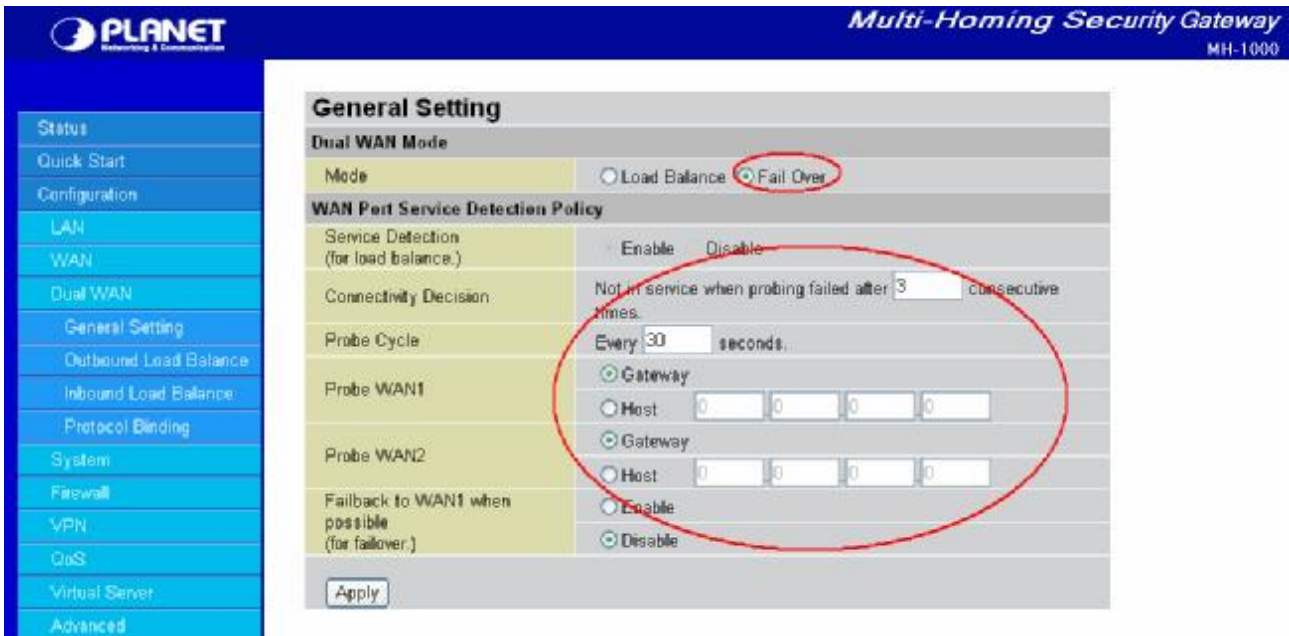 PLANET
Networking & Communication
Multi-Homing Security Gateway
MH-1000
Status
Quick Start
Configuration
LAN
WAN
Dual WAN
General Setting
Outbound Load Balance
Inbound Load Balance
Protocol Binding
System
Firewall
VPN
QoS
Virtual Server
Advanced
General Setting
Dual WAN Mode
Mode
Load Balance Fail Over
WAN Port Service Detection Policy
Service Detection
(for load balance.)
Enable Disable
Connectivity Decision
Not in service when probing failed after 3 consecutive
times.
Probe Cycle
Every 30 seconds.
Probe WAN1
Gateway
Host 0 . 0 . 0 . 0
Probe WAN2
Gateway
Host 0 . 0 . 0 . 0
Failback to WAN1 when
possible
(for failover.)
Enable
Disable
Apply